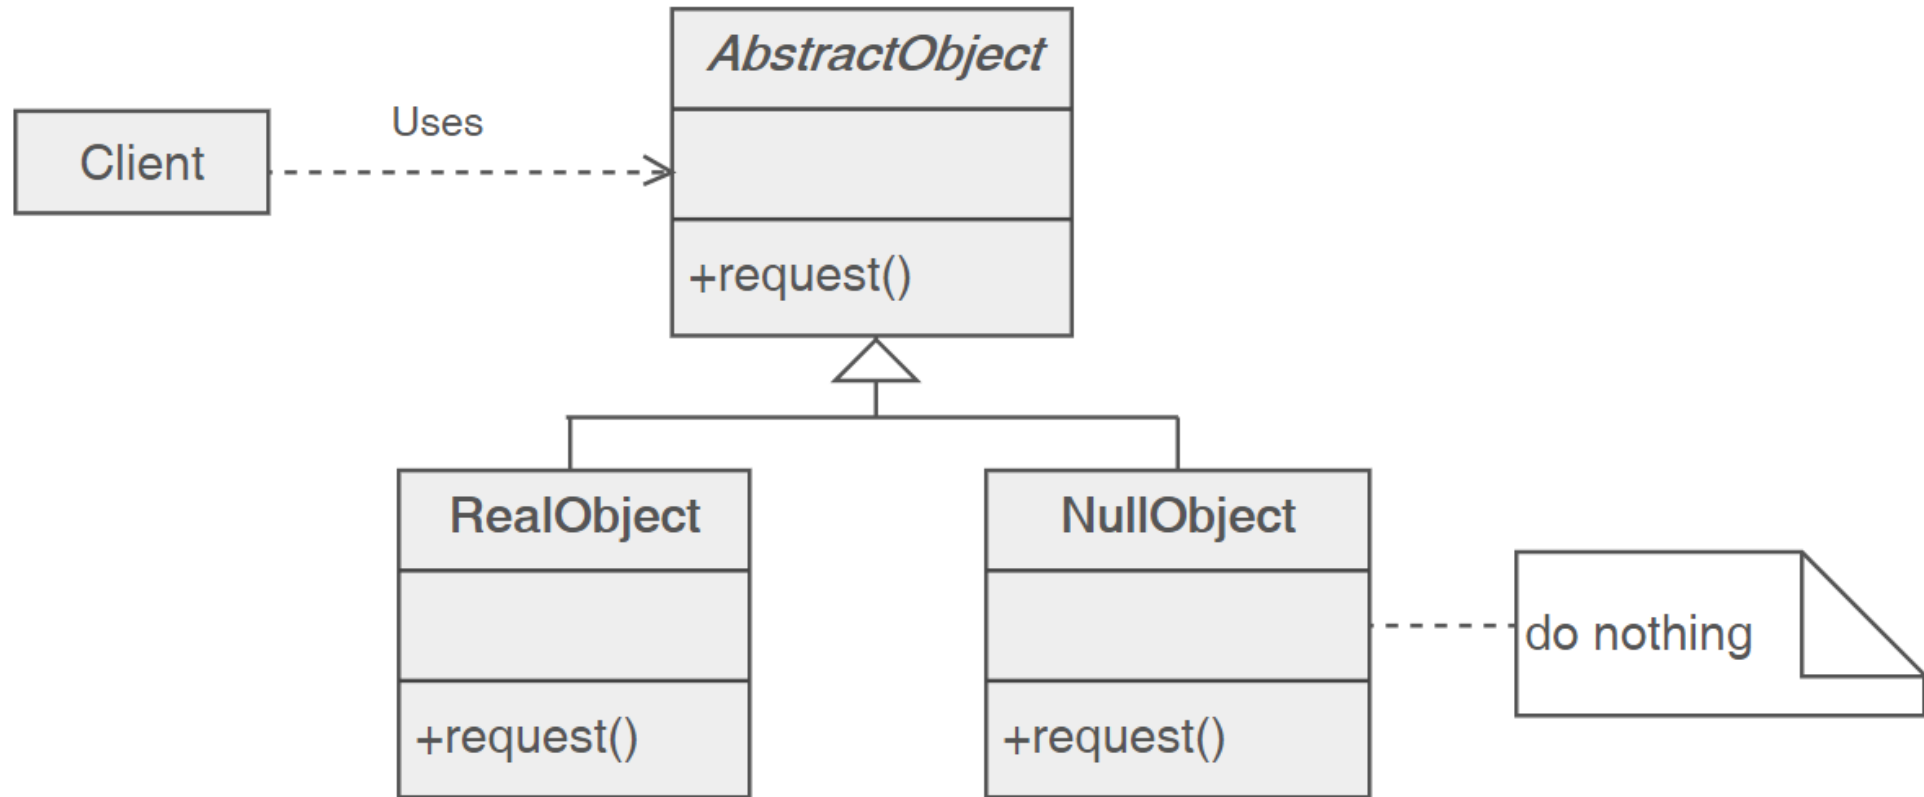 AbstractObject
Uses
Client
+request()
RealObject
NullObject
do nothing
+request()
+request()